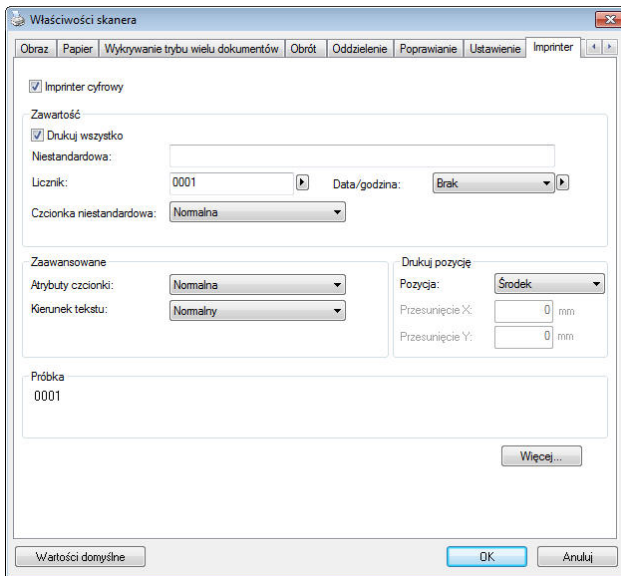 Właściwości skanera
Obraz Papier Wykrywanie trybu wielu dokumentów Obrót Oddzielenie Poprawianie Ustawienie Imprinter
Imprinter cyfrowy
Zawartość
Drukuj wszystko
Niestandardowa:
Licznik: 0001 Data/godzina: Brak
Czcionka niestandardowa: Normalna
Zaawansowane
Atrybuty czcionki: Normalna
Kierunek tekstu: Normalny
Drukuj pozycję
Pozycja: Środek
Przesunięcie X: 0 mm
Przesunięcie Y: 0 mm
Próbka
0001
Więcej...
Wartości domyślne OK Anuluj